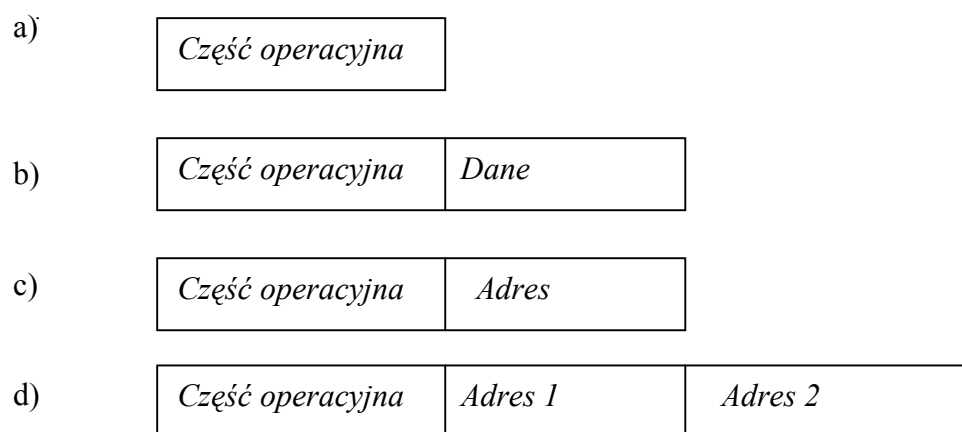 a) Część operacyjna
b) Część operacyjna Dane
c) Część operacyjna Adres
d) Część operacyjna Adres 1 Adres 2